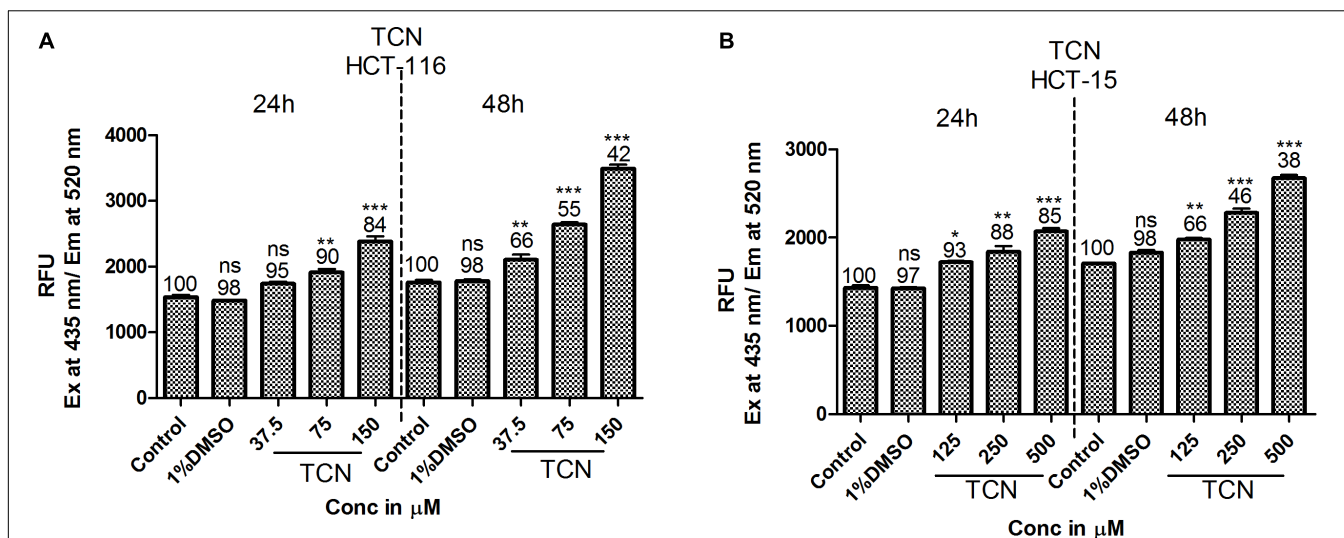 A
TCN
HCT-116
24h
48h
RFU
Ex at 435 nm/ Em at 520 nm
4000
3000
2000
1000
0
100
ns
98
ns
95
**
90
***
84
100
ns
98
**
66
***
55
***
42
Control
1%DMSO
37.5
75
150
Control
1%DMSO
37.5
75
150
TCN
TCN
Conc in μM
B
TCN
HCT-15
24h
48h
RFU
Ex at 435 nm/ Em at 520 nm
3000
2000
1000
0
100
ns
97
*
93
**
88
***
85
100
ns
98
**
66
***
46
***
38
Control
1%DMSO
125
250
500
Control
1%DMSO
125
250
500
TCN
TCN
Conc in μM